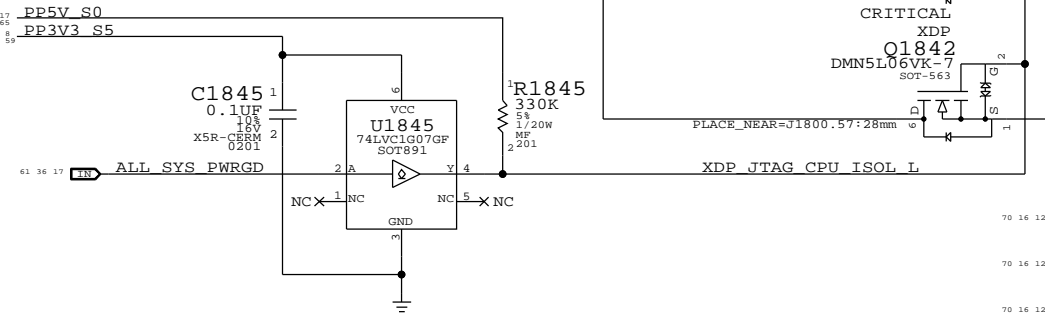 17
65
PP5V_S0
8
59
PP3V3_S5
CRITICAL
XDP
Q1842
DMN5L06VK-7
SOT-563
2
G
D
S
6
1
PLACE_NEAR=J1800.57:28mm
C1845
1
0.1UF
10%
16V
X5R-CERM
2
0201
6
VCC
U1845
74LVC1G07GF
SOT891
1
R1845
330K
5%
1/20W
MF
201
2
61 36 17
IN
ALL_SYS_PWRGD
2
A
Y
4
XDP_JTAG_CPU_ISOL_L
NC
1
NC
NC
5
NC
GND
3
70 16 12
70 16 12
70 16 12